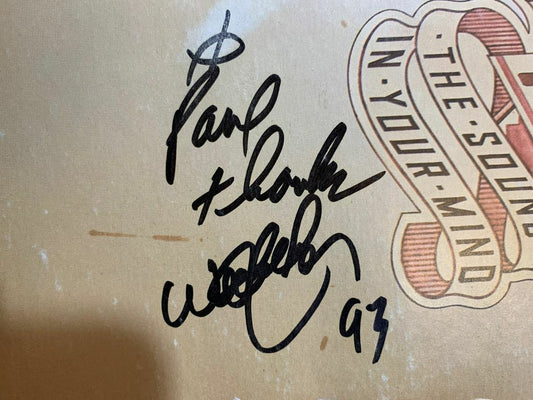 Paul
thanks
93
THE · SOUND
IN · YOUR · MIND